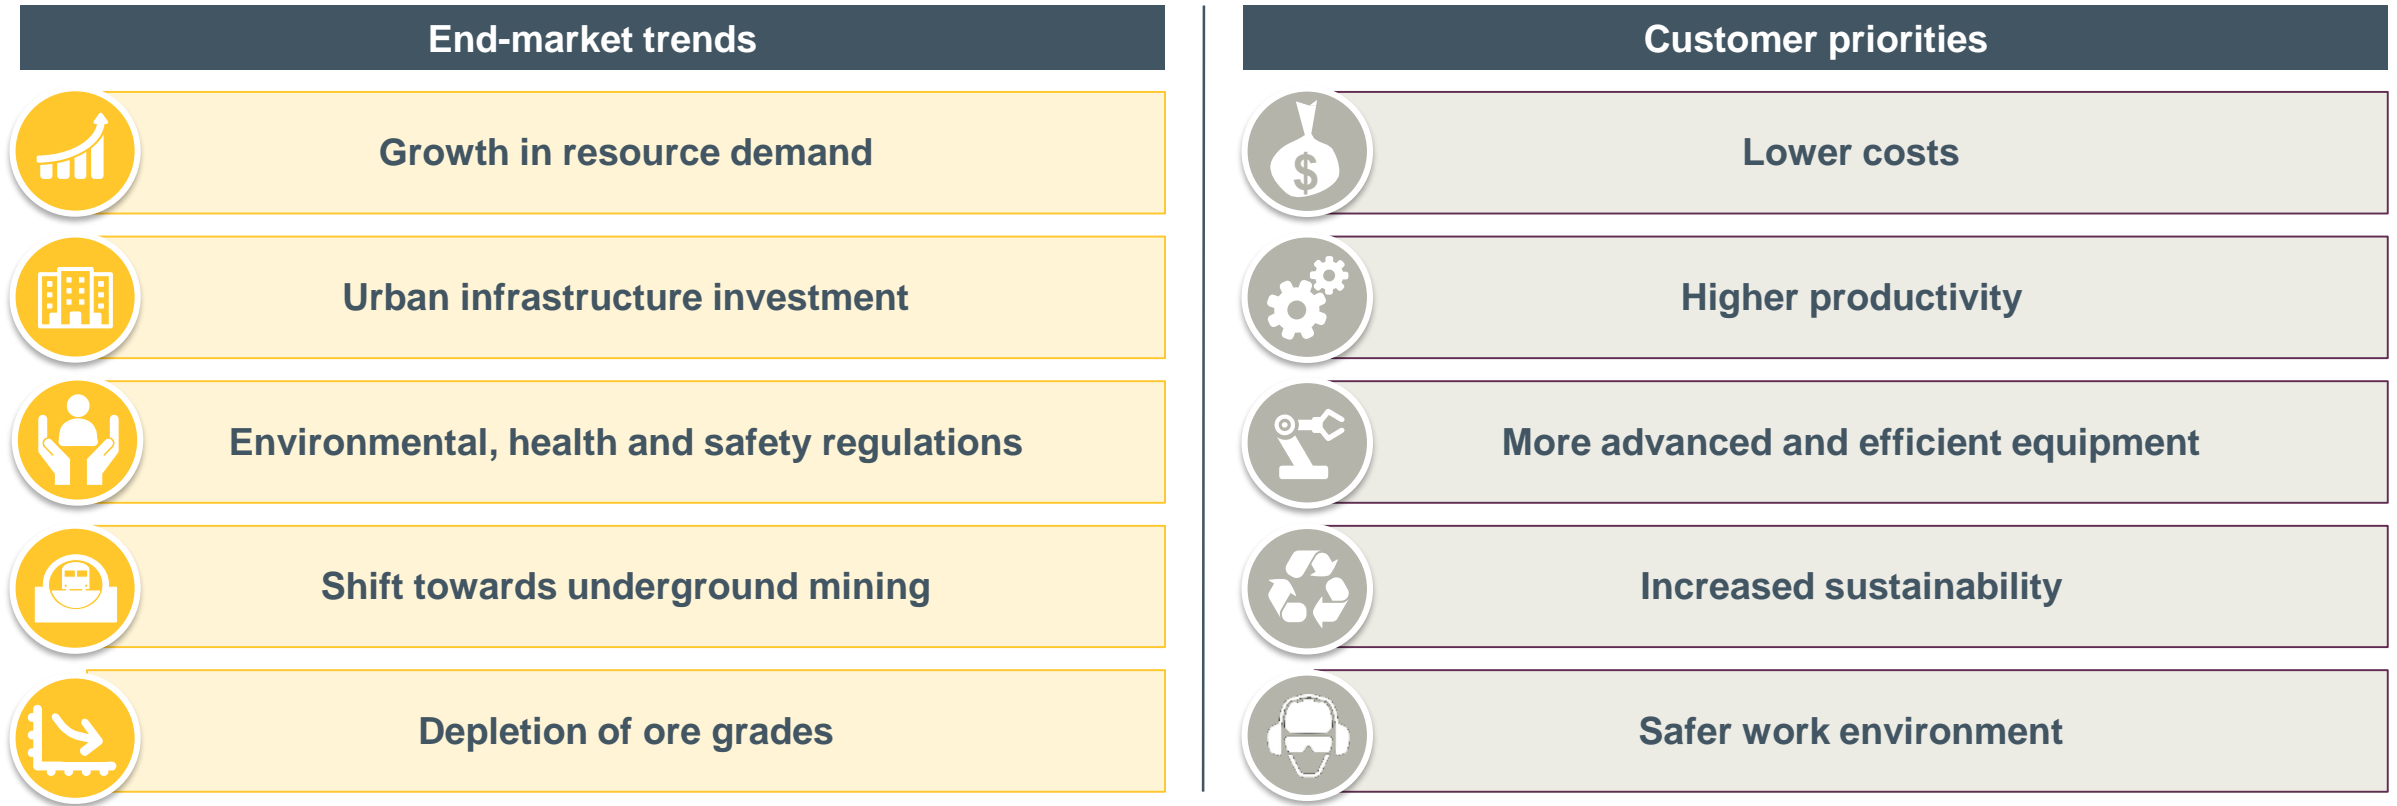 End-market trends
Growth in resource demand
Urban infrastructure investment
Environmental, health and safety regulations
Shift towards underground mining
Depletion of ore grades
Customer priorities
$
Lower costs
Higher productivity
More advanced and efficient equipment
Increased sustainability
Safer work environment